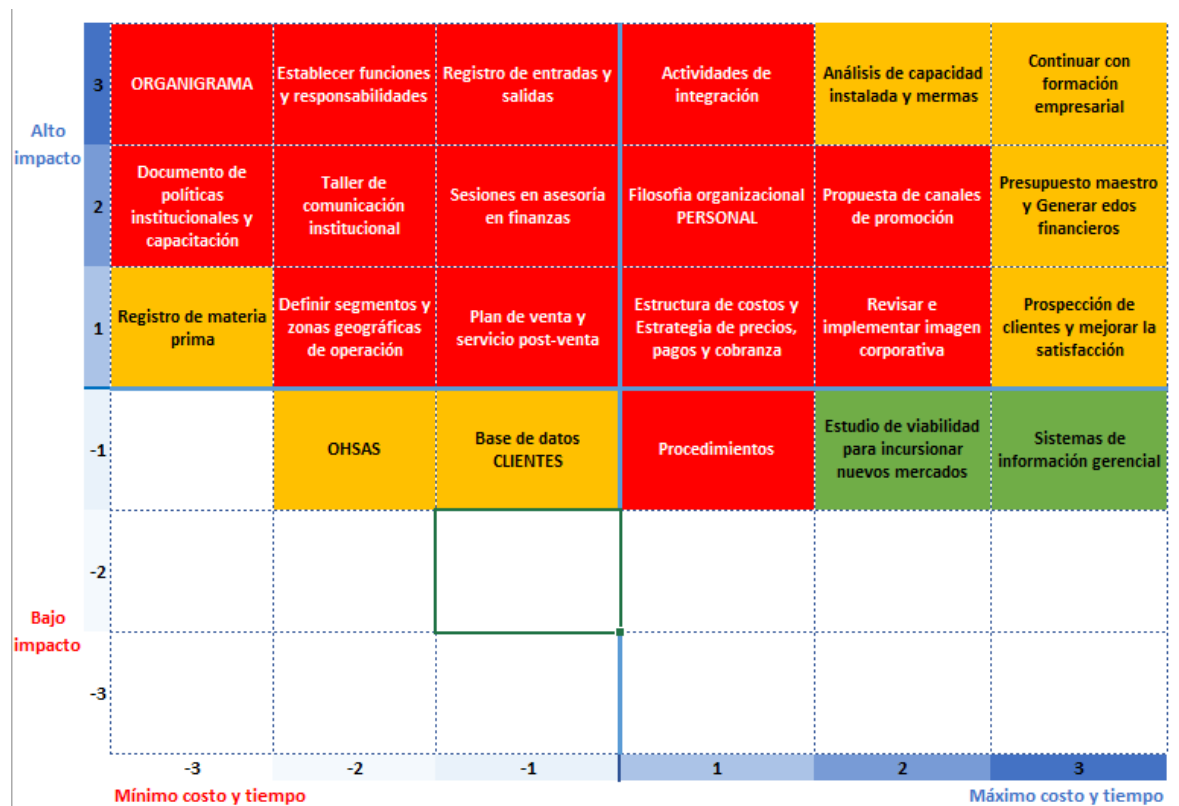 3
ORGANIGRAMA
Establecer funciones
y responsabilidades
Registro de entradas y
salidas
Actividades de
integración
Análisis de capacidad
instalada y mermas
Continuar con
formación
empresarial
Alto
impacto
2
Documento de
políticas
institucionales y
capacitación
Taller de
comunicación
institucional
Sesiones en asesoría
en finanzas
Filosofia organizacional
PERSONAL
Propuesta de canales
de promoción
Presupuesto maestro
y Generar edos
financieros
1
Registro de materia
prima
Definir segmentos y
zonas geográficas
de operación
Plan de venta y
servicio post-venta
Estructura de costos y
Estrategia de precios,
pagos y cobranza
Revisar e
implementar imagen
corporativa
Prospección de
clientes y mejorar la
satisfacción
-1
OHSAS
Base de datos
CLIENTES
Procedimientos
Estudio de viabilidad
para incursionar
nuevos mercados
Sistemas de
información gerencial
-2
Bajo
impacto
-3
-3 -2 -1 1 2 3
Mínimo costo y tiempo
Máximo costo y tiempo